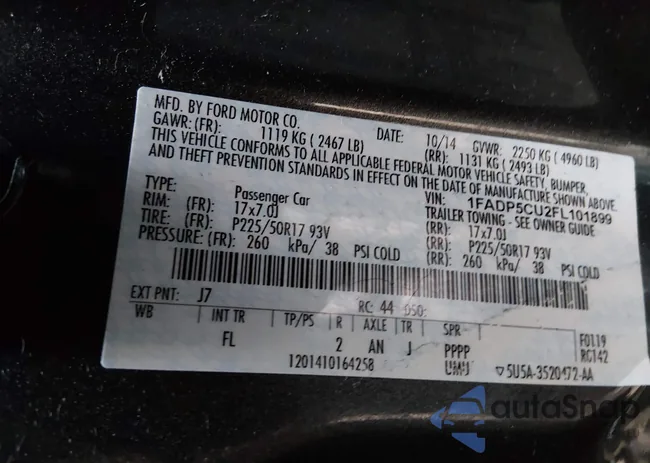 MFD. BY FORD MOTOR CO.
DATE: 10/14 GVWR: 2250 KG ( 4960 LB)
GAWR: (FR): 1119 KG ( 2467 LB) (RR): 1131 KG ( 2493 LB)
THIS VEHICLE CONFORMS TO ALL APPLICABLE FEDERAL MOTOR VEHICLE SAFETY, BUMPER,
AND THEFT PREVENTION STANDARDS IN EFFECT ON THE DATE OF MANUFACTURE SHOWN ABOVE.
VIN: 1FADP5CU2FL101899
TYPE: Passenger Car TRAILER TOWING - SEE OWNER GUIDE
RIM: (FR): 17x7.0J (RR): 17x7.0J
TIRE: (FR): P225/50R17 93V (RR): P225/50R17 93V
PRESSURE: (FR): 260 kPa/ 38 PSI COLD (RR): 260 kPa/ 38 PSI COLD
EXT PNT: J7 RC: 44 DSO:
WB INT TR TP/PS R AXLE TR SPR F0119
FL 2 AN J PPPP RC142
1201410164258 UMU ▽5U5A-3520472-AA
autoSnap